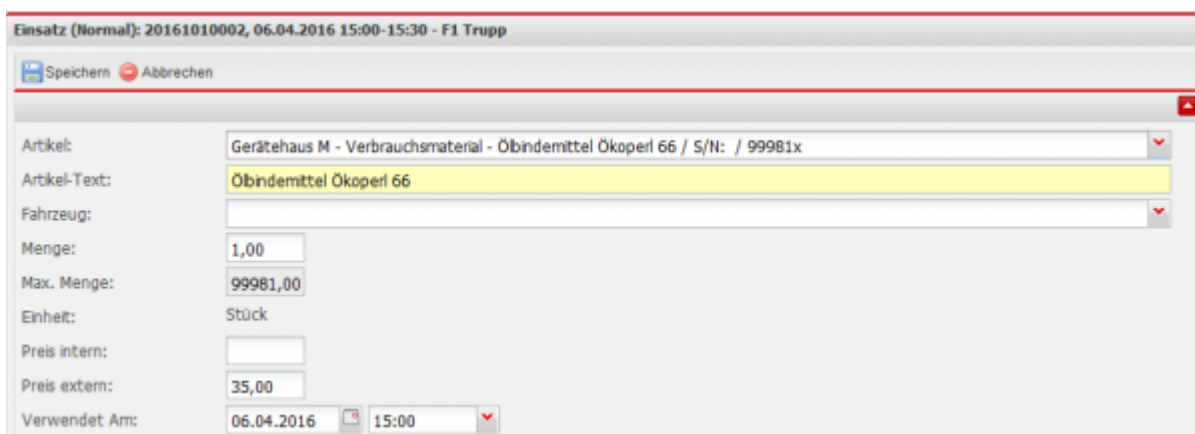 Einsatz (Normal): 20161010002, 06.04.2016 15:00-15:30 - F1 Trupp
Speichern Abbrechen
Artikel: Gerätehaus M - Verbrauchsmaterial - Ölbindemittel Ökoperl 66 / S/N: / 99981x
Artikel-Text: Ölbindemittel Ökoperl 66
Fahrzeug:
Menge: 1,00
Max. Menge: 99981,00
Einheit: Stück
Preis intern:
Preis extern: 35,00
Verwendet Am: 06.04.2016 15:00